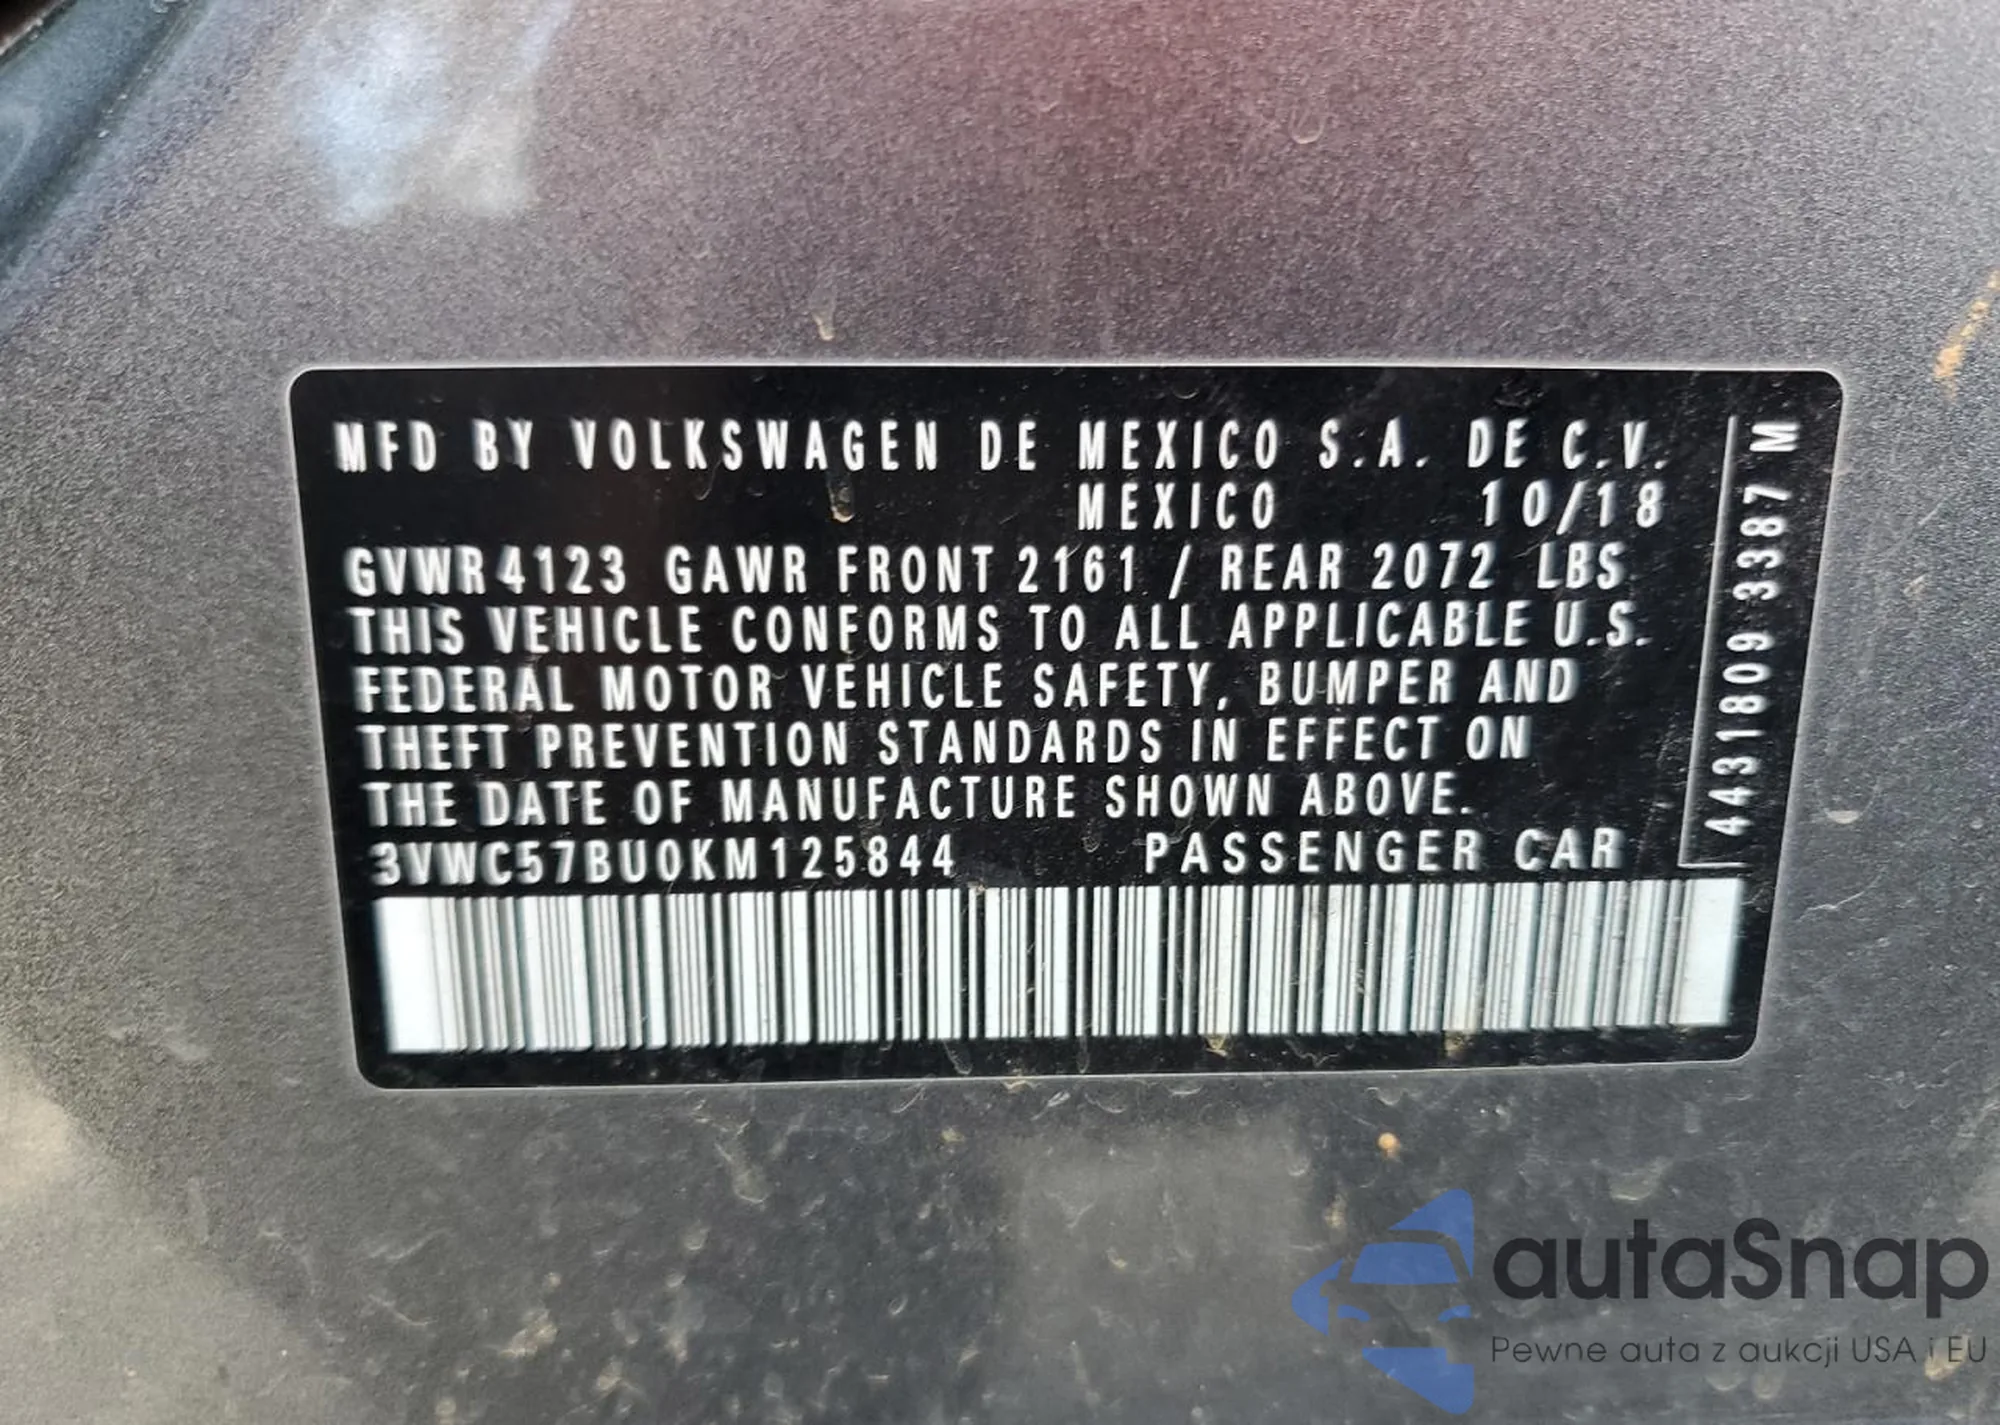 MFD BY VOLKSWAGEN DE MEXICO S.A. DE C.V.
MEXICO 10/18
GVWR 4123 GAWR FRONT 2161 / REAR 2072 LBS
THIS VEHICLE CONFORMS TO ALL APPLICABLE U.S.
FEDERAL MOTOR VEHICLE SAFETY, BUMPER AND
THEFT PREVENTION STANDARDS IN EFFECT ON
THE DATE OF MANUFACTURE SHOWN ABOVE.
3VWC57BU0KM125844 PASSENGER CAR
4431809 3387 M
autaSnap
Pewne auta z aukcji USA i EU